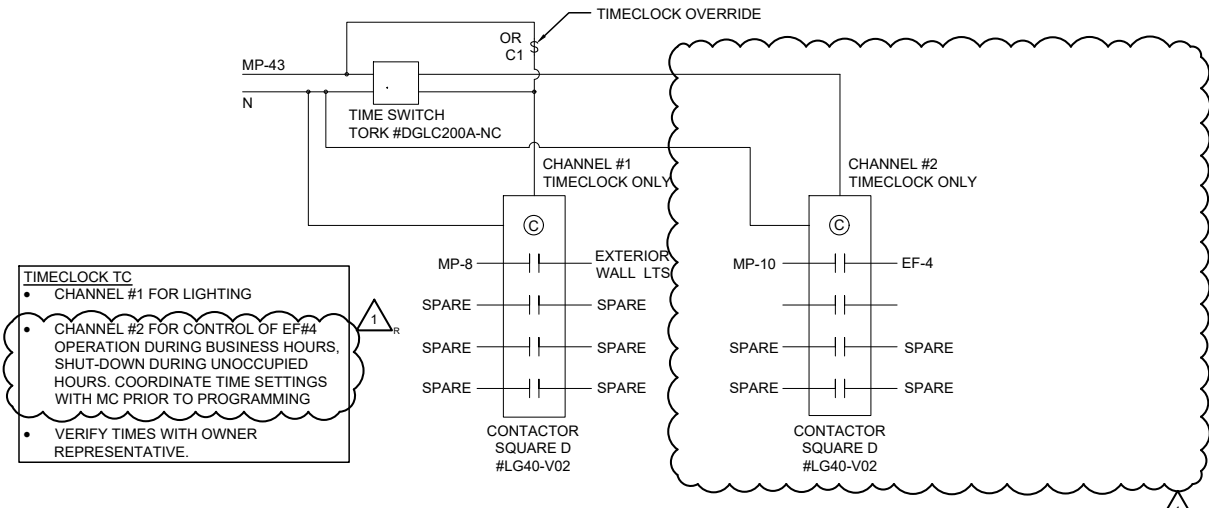 TIMECLOCK OVERRIDE
OR
C1
S
MP-43
N
TIME SWITCH
TORK #DGLC200A-NC
CHANNEL #1
TIMECLOCK ONLY
CHANNEL #2
TIMECLOCK ONLY
C
C
MP-8
EXTERIOR
WALL LTS
MP-10
EF-4
SPARE
SPARE
SPARE
SPARE
SPARE
SPARE
SPARE
SPARE
SPARE
SPARE
CONTACTOR
SQUARE D
#LG40-V02
CONTACTOR
SQUARE D
#LG40-V02
TIMECLOCK TC
• CHANNEL #1 FOR LIGHTING
• CHANNEL #2 FOR CONTROL OF EF#4
OPERATION DURING BUSINESS HOURS,
SHUT-DOWN DURING UNOCCUPIED
HOURS. COORDINATE TIME SETTINGS
WITH MC PRIOR TO PROGRAMMING
• VERIFY TIMES WITH OWNER
REPRESENTATIVE.
1
R